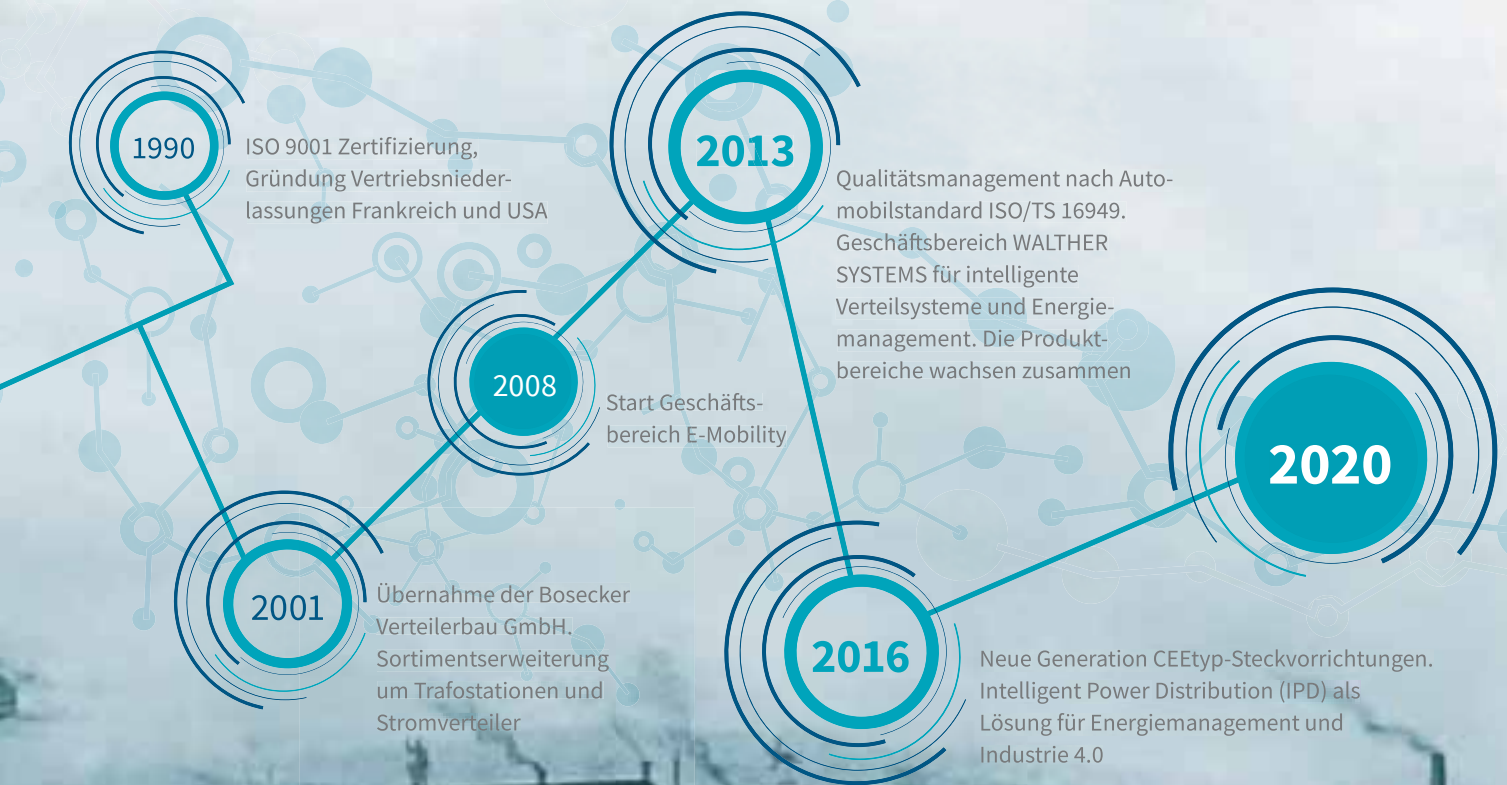 1990
ISO 9001 Zertifizierung,
Gründung Vertriebsnieder-
lassungen Frankreich und USA
2001
Übernahme der Bosecker
Verteilerbau GmbH.
Sortimentserweiterung
um Trafostationen und
Stromverteiler
2008
Start Geschäfts-
bereich E-Mobility
2013
Qualitätsmanagement nach Auto-
mobilstandard ISO/TS 16949.
Geschäftsbereich WALTHER
SYSTEMS für intelligente
Verteilsysteme und Energie-
management. Die Produkt-
bereiche wachsen zusammen
2016
Neue Generation CEEtyp-Steckvorrichtungen.
Intelligent Power Distribution (IPD) als
Lösung für Energiemanagement und
Industrie 4.0
2020